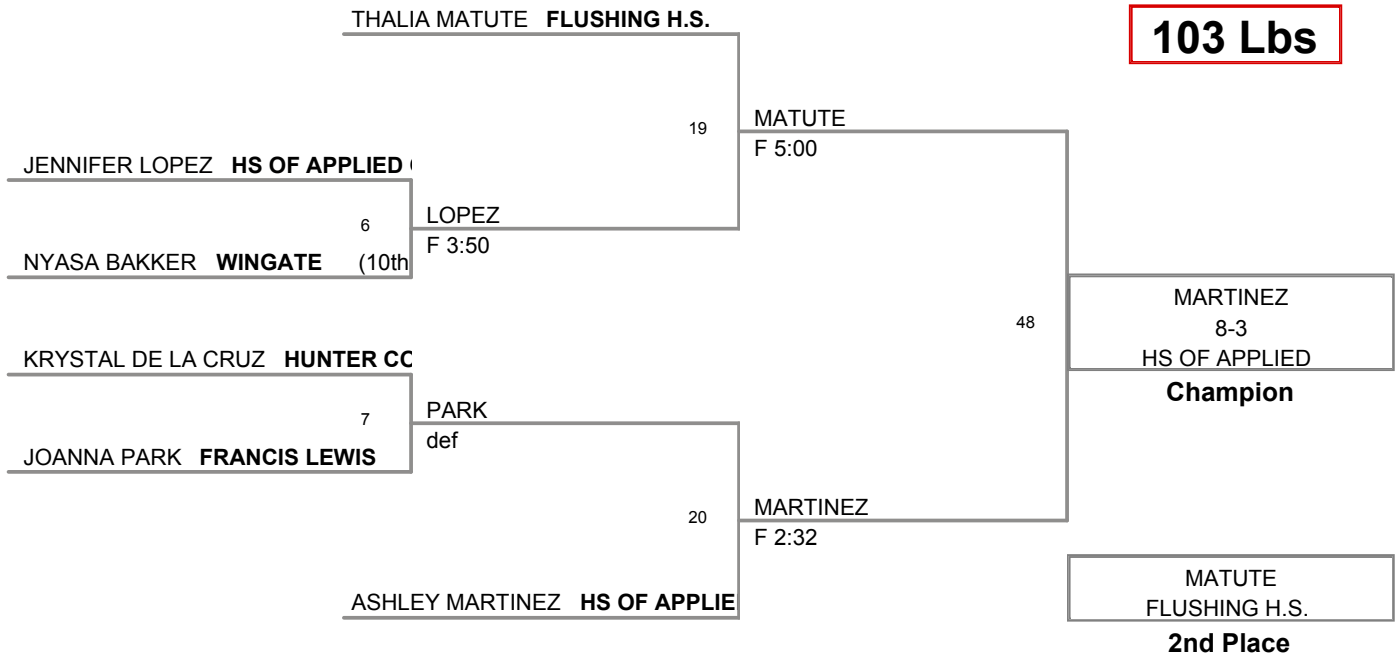 THALIA MATUTE FLUSHING H.S.
103 Lbs
19
MATUTE
F 5:00
JENNIFER LOPEZ HS OF APPLIED
6
LOPEZ
F 3:50
NYASA BAKKER WINGATE (10th
48
MARTINEZ
8-3
HS OF APPLIED
Champion
KRYSTAL DE LA CRUZ HUNTER CO
7
PARK
def
JOANNA PARK FRANCIS LEWIS
20
MARTINEZ
F 2:32
ASHLEY MARTINEZ HS OF APPLIE
MATUTE
FLUSHING H.S.
2nd Place